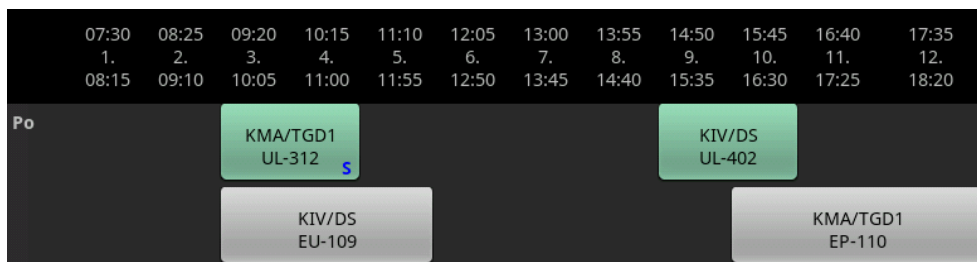 07:30 08:25 09:20 10:15 11:10 12:05 13:00 13:55 14:50 15:45 16:40 17:35
1. 2. 3. 4. 5. 6. 7. 8. 9. 10. 11. 12.
08:15 09:10 10:05 11:00 11:55 12:50 13:45 14:40 15:35 16:30 17:25 18:20
Po
KMA/TGD1
UL-312 S
KIV/DS
UL-402
KIV/DS
EU-109
KMA/TGD1
EP-110